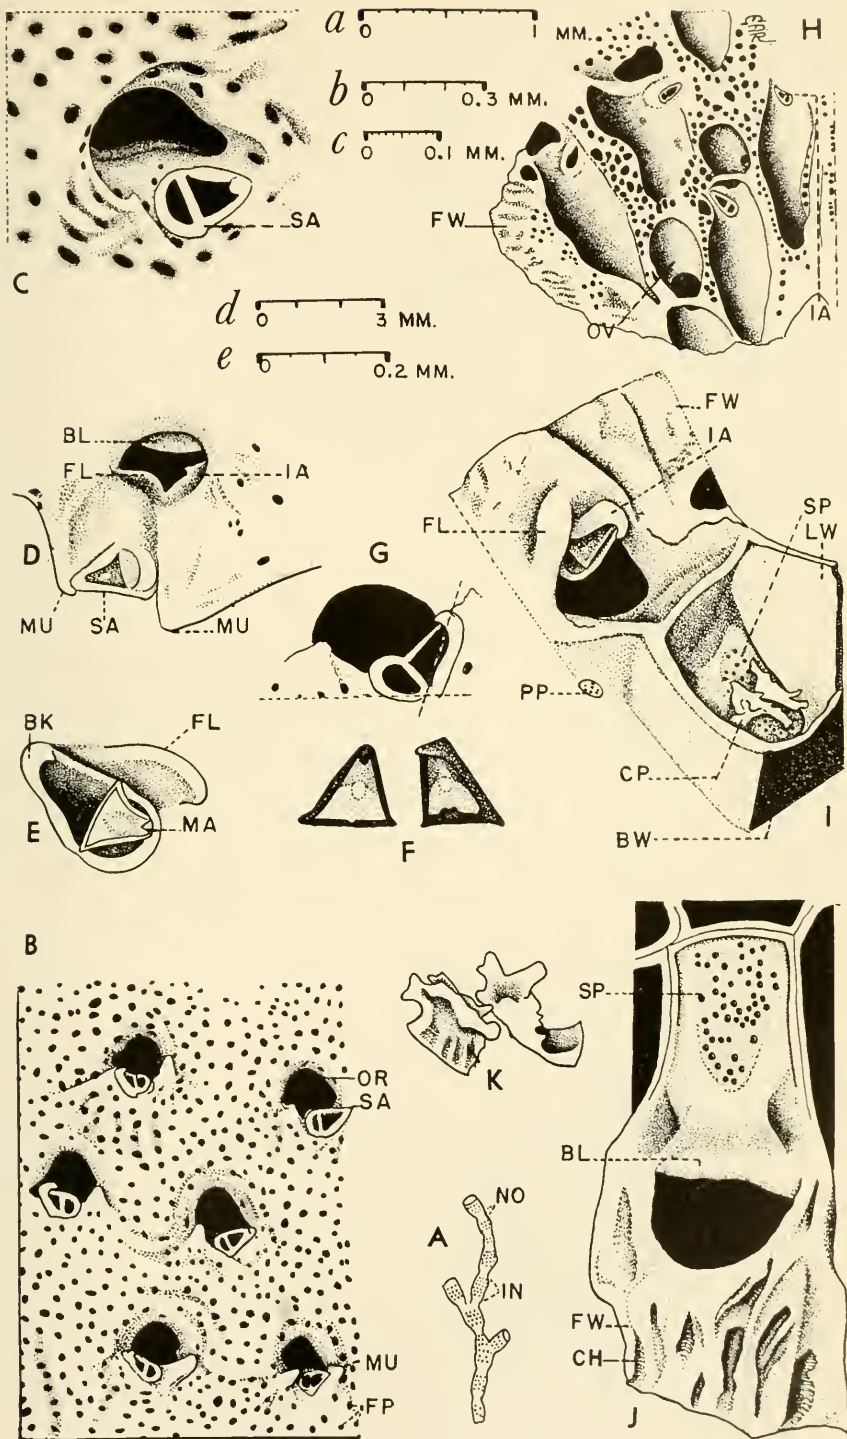 a 0 1 MM.
H
b 0 0.3 MM.
c 0 0.1 MM.
SA
C
FW
OV
IA
d 0 3 MM.
e 0 0.2 MM.
BL
FL
IA
D
MU
SA
MU
G
FW
IA
SP
LW
FL
PP
CP
BW
I
BK
FL
MA
E
F
B
OR
SA
MU
FP
K
A
NO
IN
SP
BL
FW
CH
J